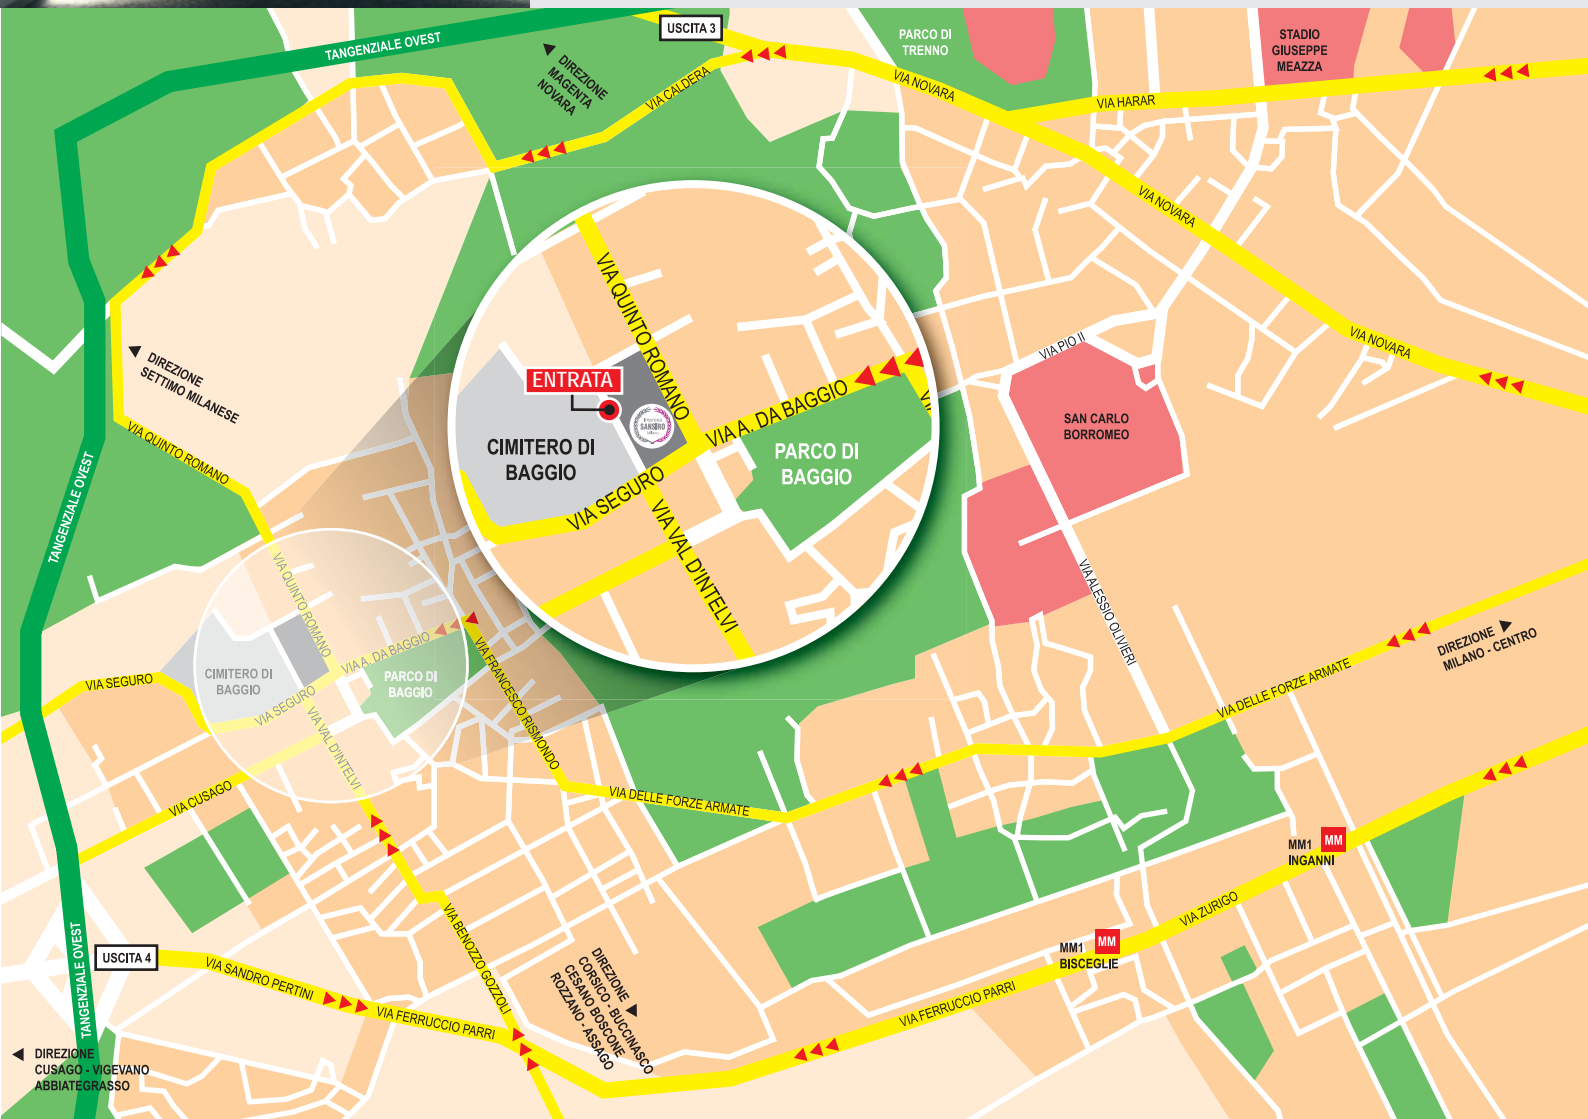 TANGENZIALE OVEST
USCITA 3
DIREZIONE
MAGENTA
NOVARA
VIA CALDERA
PARCO DI
TRENNO
STADIO
GIUSEPPE
MEAZZA
VIA NOVARA
VIA HARAR
VIA NOVARA
VIA NOVARA
VIA PIO II
SAN CARLO
BORROMEO
DIREZIONE
SETTIMO MILANESE
VIA QUINTO ROMANO
TANGENZIALE OVEST
VIA QUINTO ROMANO
ENTRATA
impresa
SANSIRO
CIMITERO DI
BAGGIO
VIA A. DA BAGGIO
PARCO DI
BAGGIO
VIA SEGURO
VIA VAL D'INTELVI
VIA QUINTO ROMANO
VIA A. DA BAGGIO
CIMITERO DI
BAGGIO
PARCO DI
BAGGIO
VIA SEGURO
VIA SEGURO
VIA VAL D'INTELVI
VIA FRANCESCO RISMONDO
VIA ALESSIO OLIVIERI
DIREZIONE
MILANO - CENTRO
VIA DELLE FORZE ARMATE
VIA DELLE FORZE ARMATE
VIA CUSAGO
MM1
INGANNI
MM
VIA ZURIGO
MM1
BISCEGLIE
MM
VIA FERRUCCIO PARRI
VIA BENOZZO GOZZOLI
DIREZIONE
CORSICO - BUCCINASCO
CESANO BOSCONE
ROZZANO - ASSAGO
USCITA 4
VIA SANDRO PERTINI
VIA FERRUCCIO PARRI
TANGENZIALE OVEST
DIREZIONE
CUSAGO - VIGEVANO
ABBIATEGRASSO